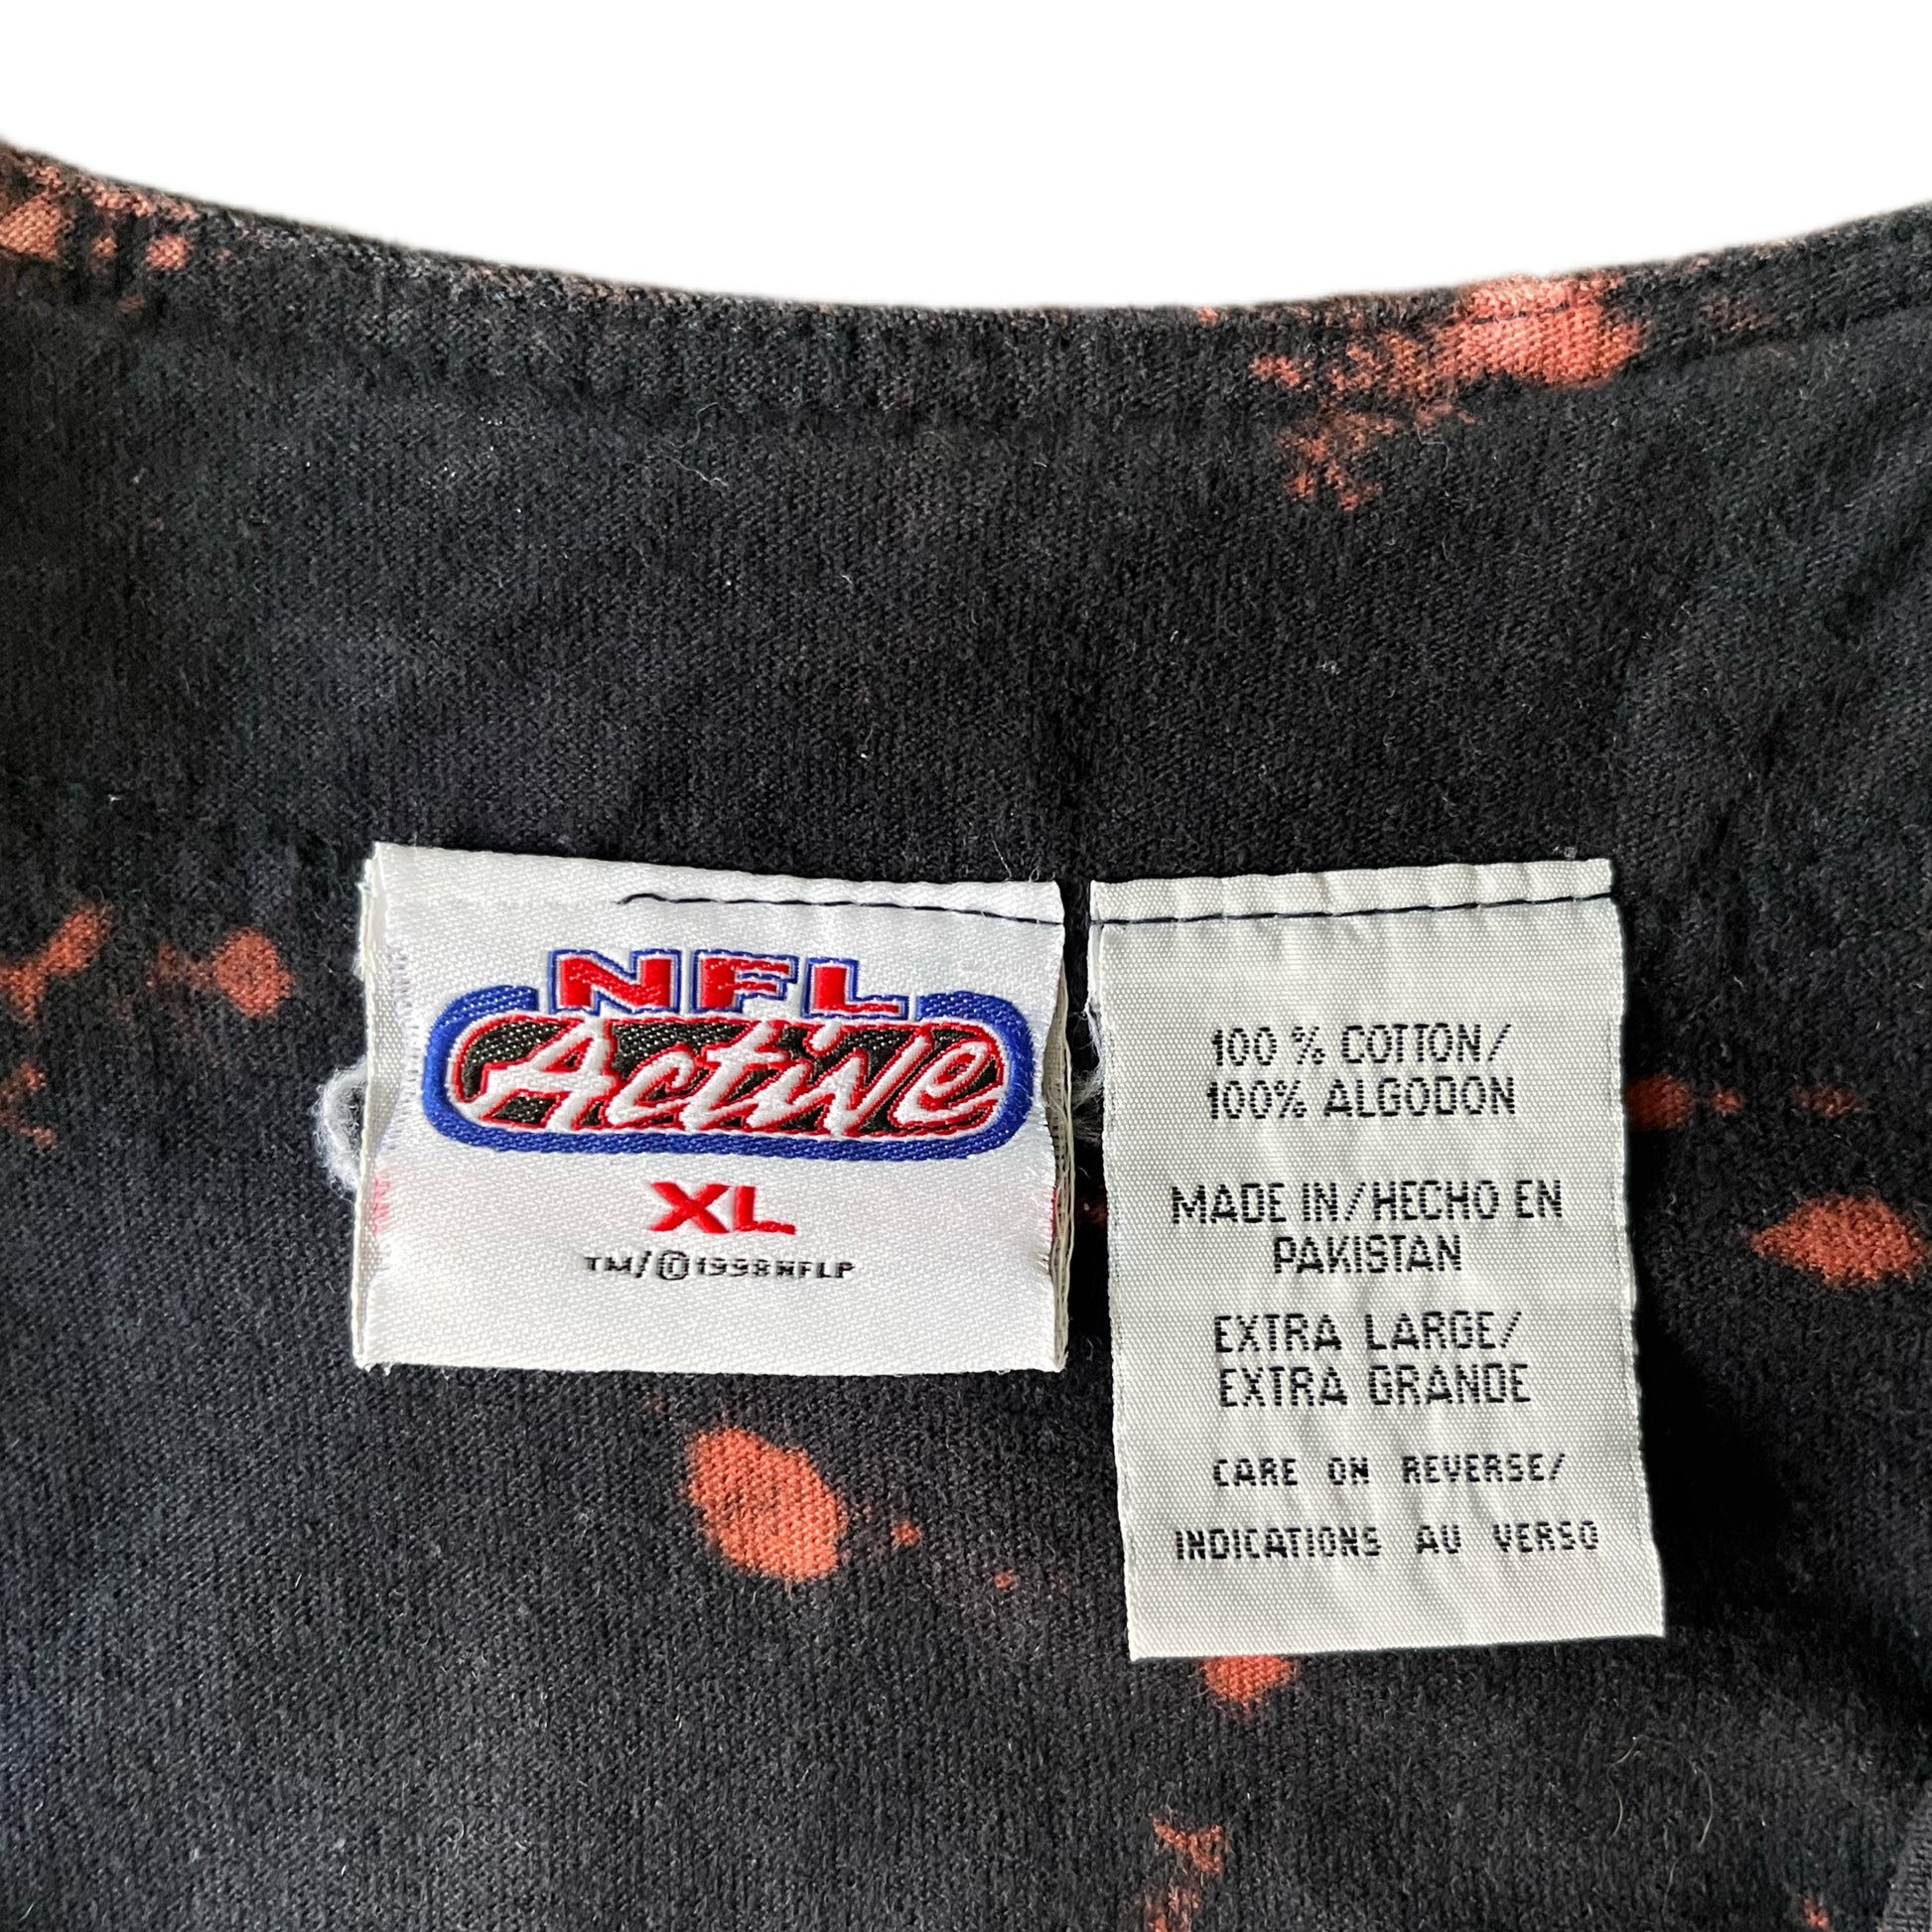 NFL
Active
XL
TM/©1998NFLP
100 % COTTON/
100% ALGODON
MADE IN/HECHO EN
PAKISTAN
EXTRA LARGE/
EXTRA GRANDE
CARE ON REVERSE/
INDICATIONS AU VERSO